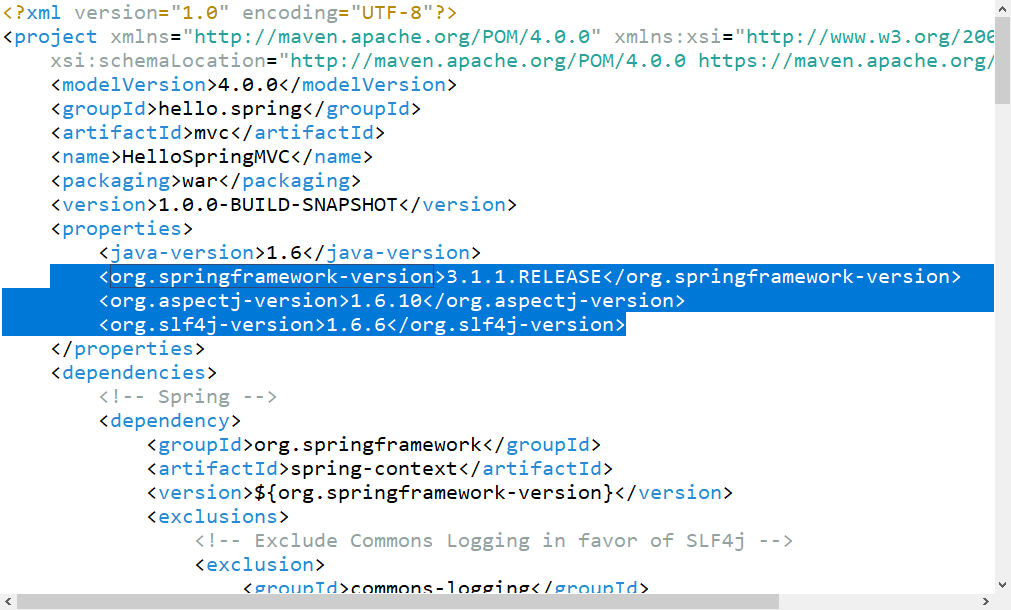 <?xml version="1.0" encoding="UTF-8"?>
<project xmlns="http://maven.apache.org/POM/4.0.0" xmlns:xsi="http://www.w3.org/200
xsi:schemaLocation="http://maven.apache.org/POM/4.0.0 https://maven.apache.org/
<modelVersion>4.0.0</modelVersion>
<groupId>hello.spring</groupId>
<artifactId>mvc</artifactId>
<name>HelloSpringMVC</name>
<packaging>war</packaging>
<version>1.0.0-BUILD-SNAPSHOT</version>
<properties>
<java-version>1.6</java-version>
<org.springframework-version>3.1.1.RELEASE</org.springframework-version>
<org.aspectj-version>1.6.10</org.aspectj-version>
<org.slf4j-version>1.6.6</org.slf4j-version>
</properties>
<dependencies>
<!-- Spring -->
<dependency>
<groupId>org.springframework</groupId>
<artifactId>spring-context</artifactId>
<version>${org.springframework-version}</version>
<exclusions>
<!-- Exclude Commons Logging in favor of SLF4j -->
<exclusion>
<groupId>commons-logging</groupId>